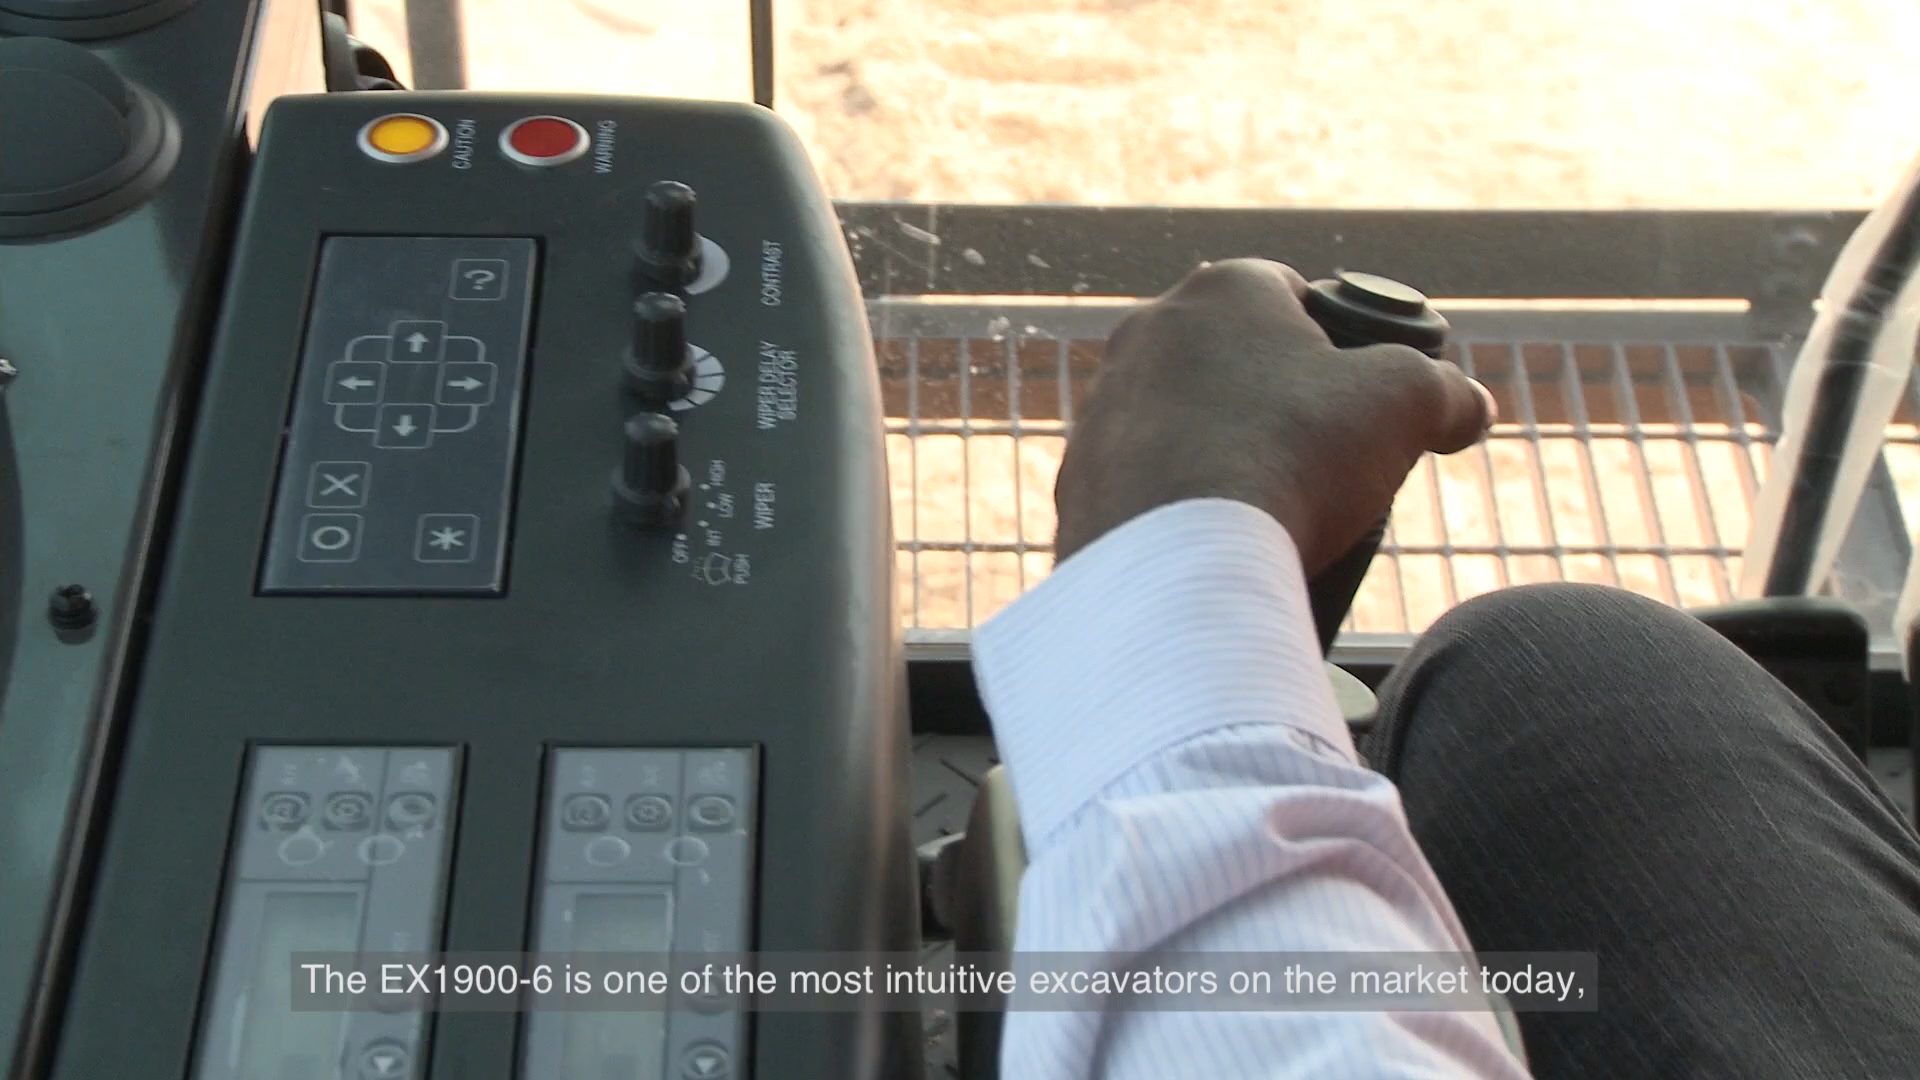 CAUTION
WARNING
?
CONTRAST
WIPER DELAY
SELECTOR
HIGH
LOW
INT
OFF
WIPER
PUSH
The EX1900-6 is one of the most intuitive excavators on the market today,